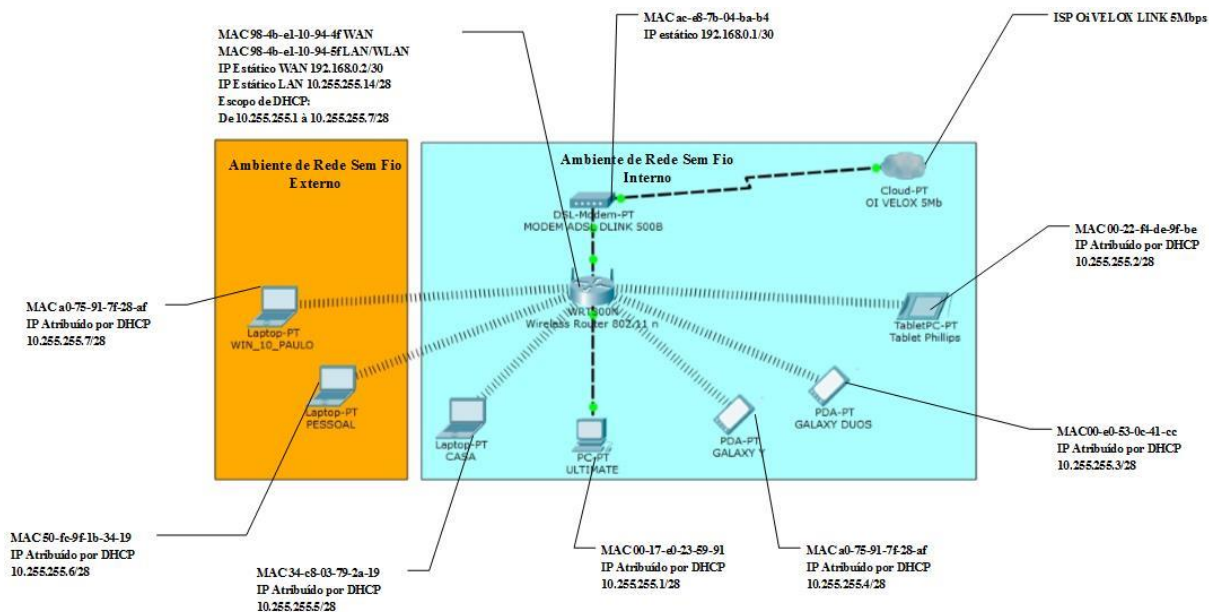 MAC ac-e8-7b-04-ba-b4
IP estático 192.168.0.1/30
ISP Oi VELOX LINK 5Mbps
MAC 98-4b-e1-10-94-4f WAN
MAC 98-4b-e1-10-94-5f LAN/WLAN
IP Estático WAN 192.168.0.2/30
IP Estático LAN 10.255.255.14/28
Escopo de DHCP:
De 10.255.255.1 à 10.255.255.7/28
Ambiente de Rede Sem Fio
Externo
Ambiente de Rede Sem Fio
Interno
Cloud-PT
OI VELOX 5Mb
DSL-Modem-PT
MODEM ADSL DLINK 500B
MAC 00-22-f4-de-9f-be
IP Atribuído por DHCP
10.255.255.2/28
MAC a0-75-91-7f-28-af
IP Atribuído por DHCP
10.255.255.7/28
Laptop-PT
WIN_10_PAULO
Wireless Router 802.11 n
TabletPC-PT
Tablet Phillips
Laptop-PT
PESSOAL
PDA-PT
GALAXY DUOS
Laptop-PT
CASA
PC-PT
ULTIMATE
PDA-PT
GALAXY Y
MAC 00-e0-53-0c-41-cc
IP Atribuído por DHCP
10.255.255.3/28
MAC 50-fc-9f-1b-34-19
IP Atribuído por DHCP
10.255.255.6/28
MAC 34-c8-03-79-2a-19
IP Atribuído por DHCP
10.255.255.5/28
MAC 00-17-e0-23-59-91
IP Atribuído por DHCP
10.255.255.1/28
MAC a0-75-91-7f-28-af
IP Atribuído por DHCP
10.255.255.4/28